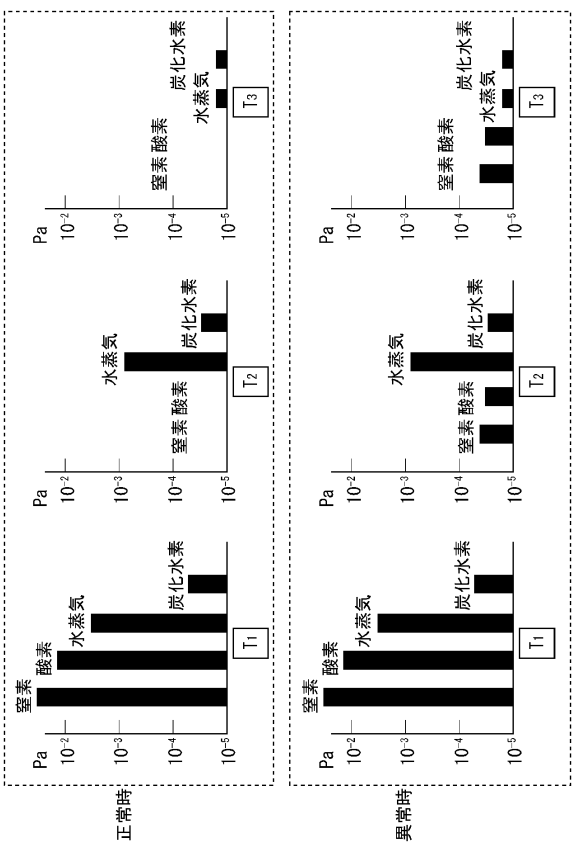 正常時
Pa
10⁻²
10⁻³
10⁻⁴
10⁻⁵
窒素
酸素
水蒸気
炭化水素
T1
Pa
10⁻²
10⁻³
10⁻⁴
10⁻⁵
窒素 酸素
水蒸気
炭化水素
T2
Pa
10⁻²
10⁻³
10⁻⁴
10⁻⁵
窒素 酸素
水蒸気
炭化水素
T3
異常時
Pa
10⁻²
10⁻³
10⁻⁴
10⁻⁵
窒素
酸素
水蒸気
炭化水素
T1
Pa
10⁻²
10⁻³
10⁻⁴
10⁻⁵
窒素 酸素
水蒸気
炭化水素
T2
Pa
10⁻²
10⁻³
10⁻⁴
10⁻⁵
窒素 酸素
水蒸気
炭化水素
T3